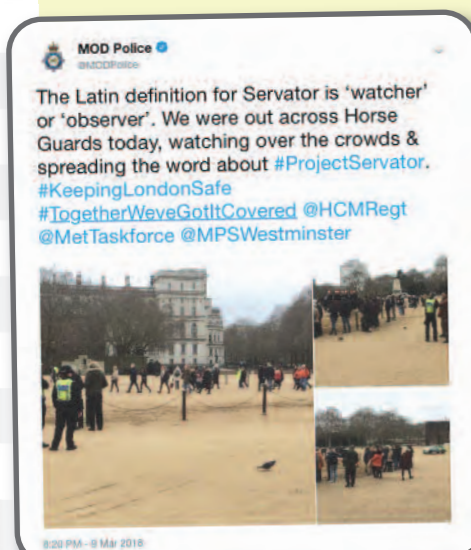 MOD Police
@MODPolice
The Latin definition for Servator is ‘watcher’
or ‘observer’. We were out across Horse
Guards today, watching over the crowds &
spreading the word about #ProjectServator.
#KeepingLondonSafe
#TogetherWeveGotItCovered @HCMRegt
@MetTaskforce @MPSWestminster
8:20 PM - 9 Mar 2018